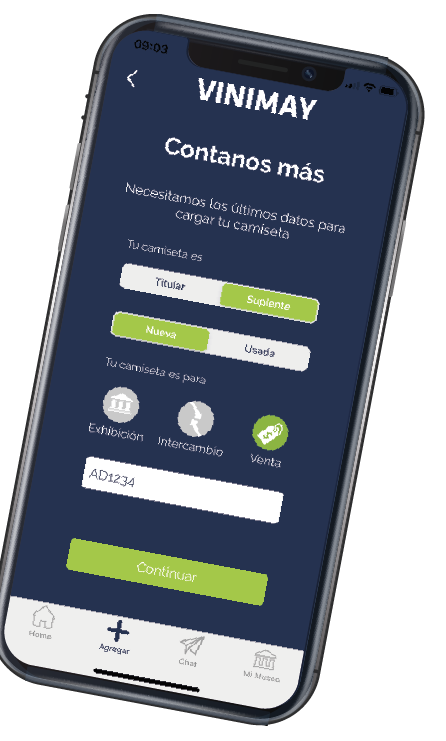 09:03
VINIMAY
Contanos más
Necesitamos los últimos datos para
cargar tu camiseta
Tu camiseta es
Titular
Suplente
Nueva
Usada
Tu camiseta es para
Exhibición
Intercambio
Venta
AD1234
Continuar
Home
Agregar
Chat
Mi Museo